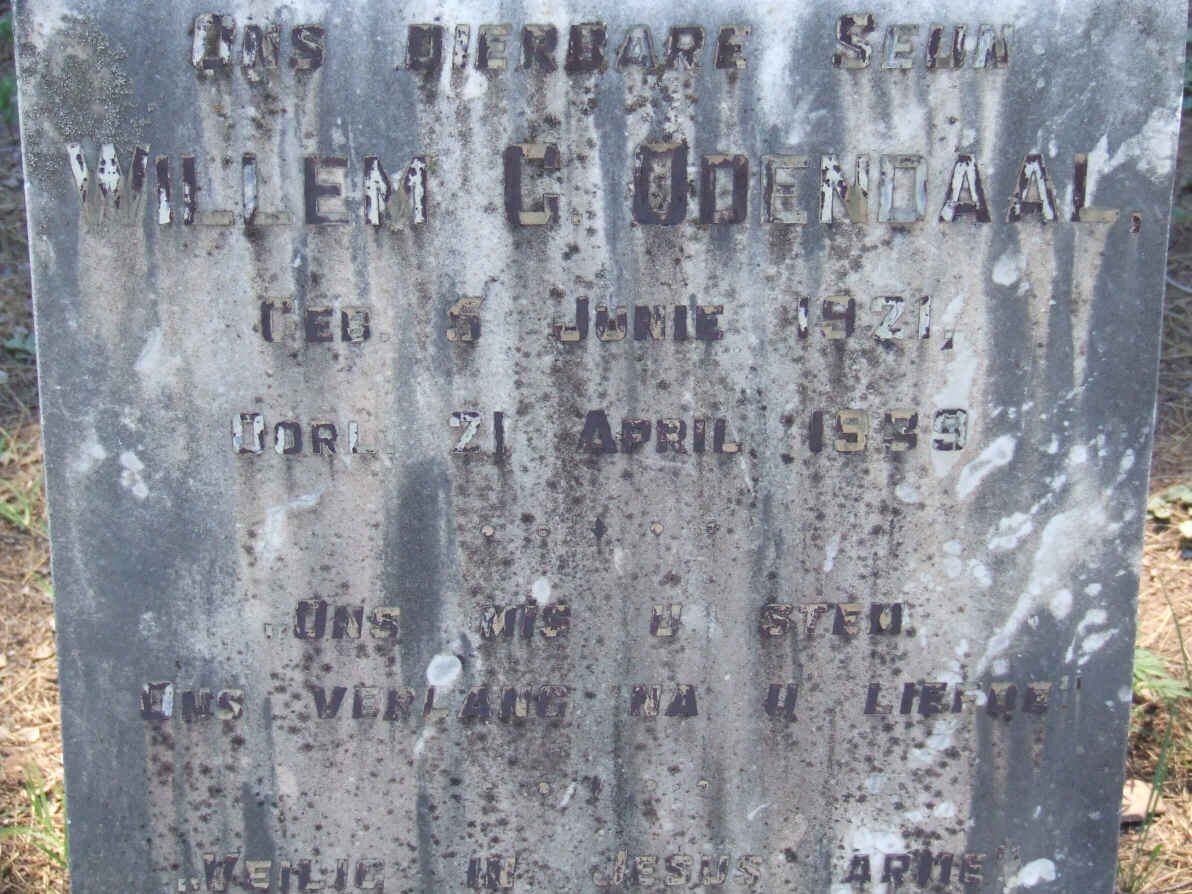 Ons dierbare Seun
Willem C. Odendaal,
Geb. 5 Junie 1921,
Oorl. 21 April 1939
„Ons mis u stem.
Ons verlang na u liefde"
„Veilig in Jesus arme"